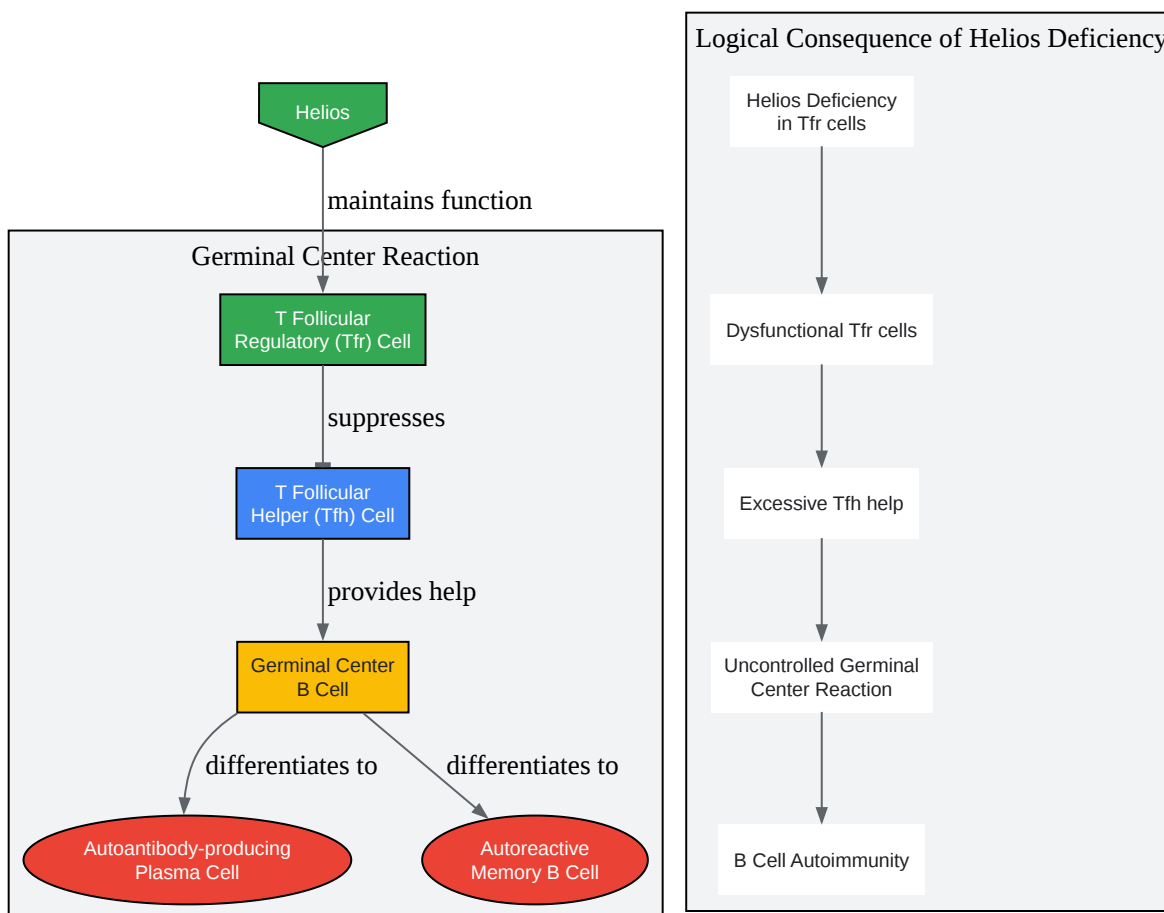 Helios
maintains function
Germinal Center Reaction
T Follicular
Regulatory (Tfr) Cell
suppresses
T Follicular
Helper (Tfh) Cell
provides help
Germinal Center
B Cell
differentiates to
differentiates to
Autoantibody-producing
Plasma Cell
Autoreactive
Memory B Cell
Logical Consequence of Helios Deficiency
Helios Deficiency
in Tfr cells
Dysfunctional Tfr cells
Excessive Tfh help
Uncontrolled Germinal
Center Reaction
B Cell Autoimmunity